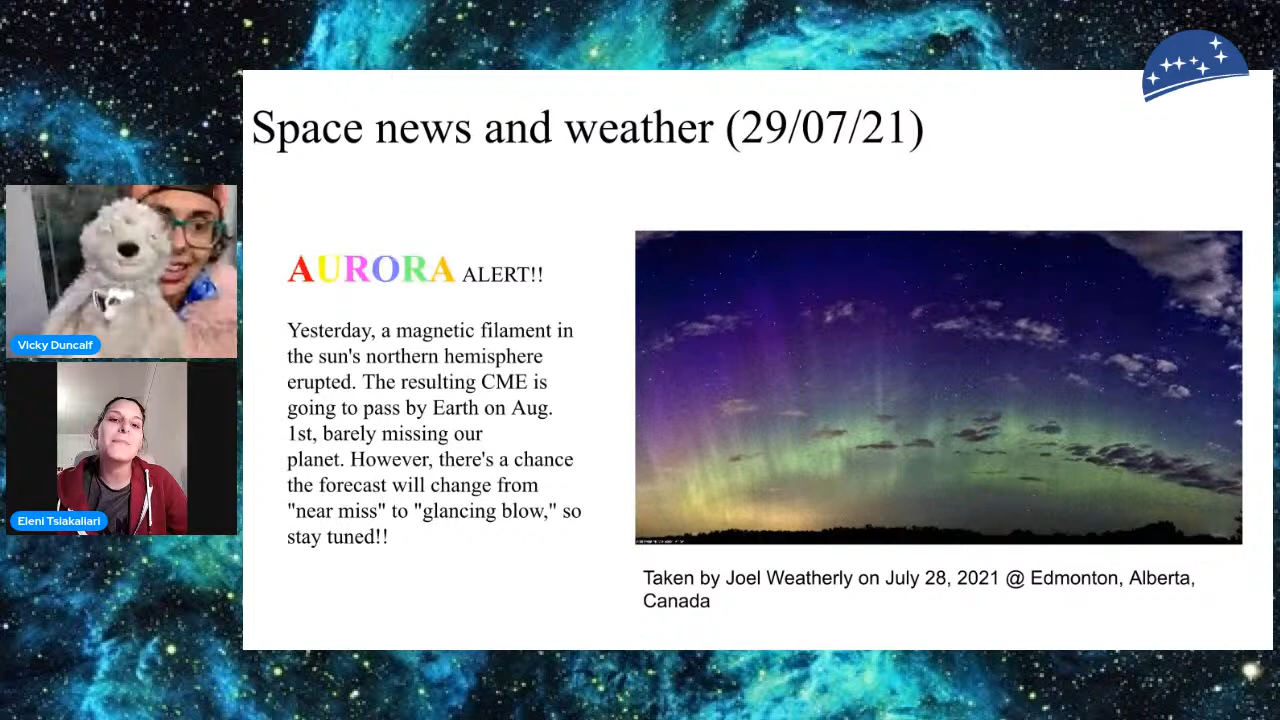 Space news and weather (29/07/21)
Vicky Duncalf
Eleni Tsiakaliari
AURORA ALERT!!
Yesterday, a magnetic filament in
the sun's northern hemisphere
erupted. The resulting CME is
going to pass by Earth on Aug.
1st, barely missing our
planet. However, there's a chance
the forecast will change from
"near miss" to "glancing blow," so
stay tuned!!
Taken by Joel Weatherly on July 28, 2021 @ Edmonton, Alberta,
Canada